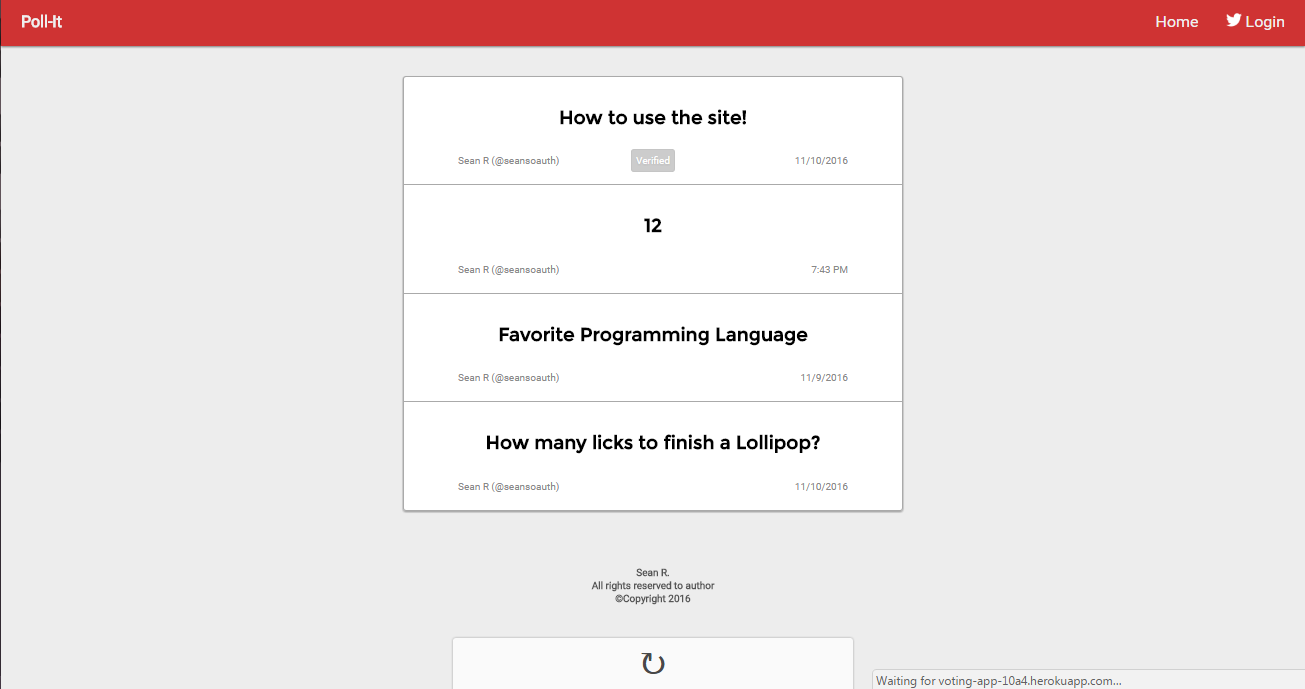 Poll-It
Home
Login
How to use the site!
Sean R (@seansoauth)
Verified
11/10/2016
12
Sean R (@seansoauth)
7:43 PM
Favorite Programming Language
Sean R (@seansoauth)
11/9/2016
How many licks to finish a Lollipop?
Sean R (@seansoauth)
11/10/2016
Sean R.
All rights reserved to author
©Copyright 2016
Waiting for voting-app-10a4.herokuapp.com...